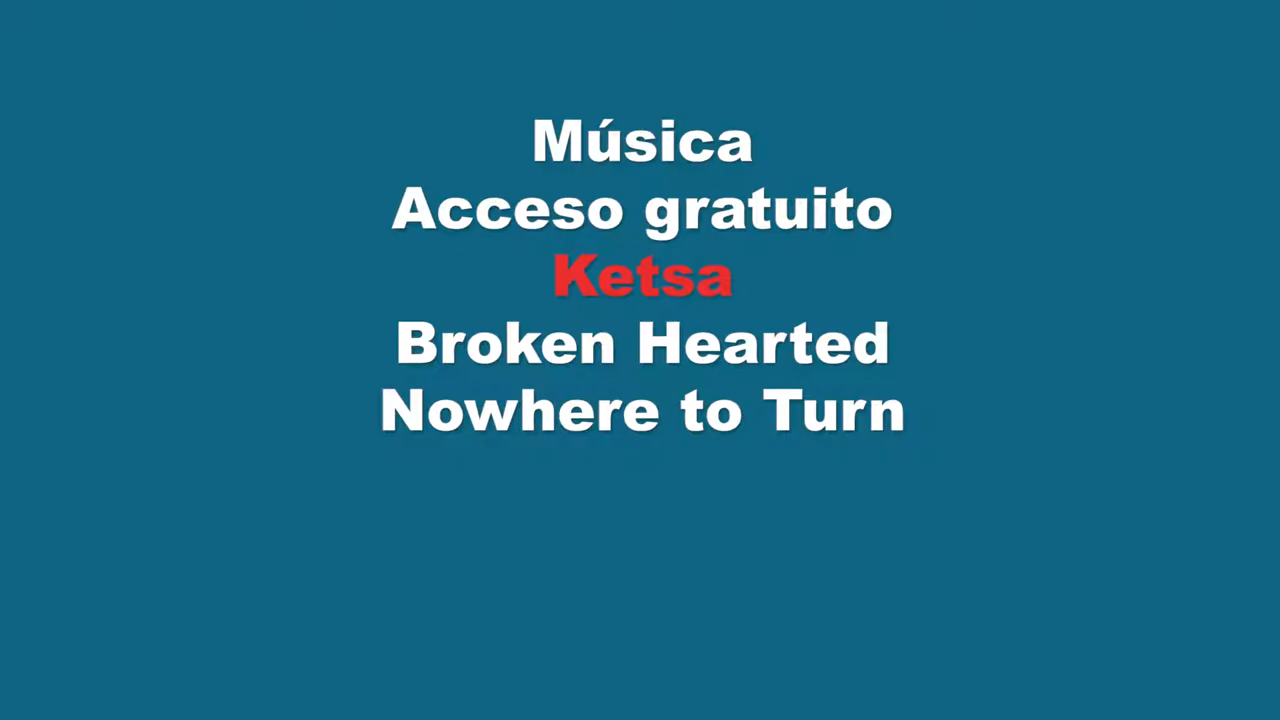 Música
Acceso gratuito
Ketsa
Broken Hearted
Nowhere to Turn